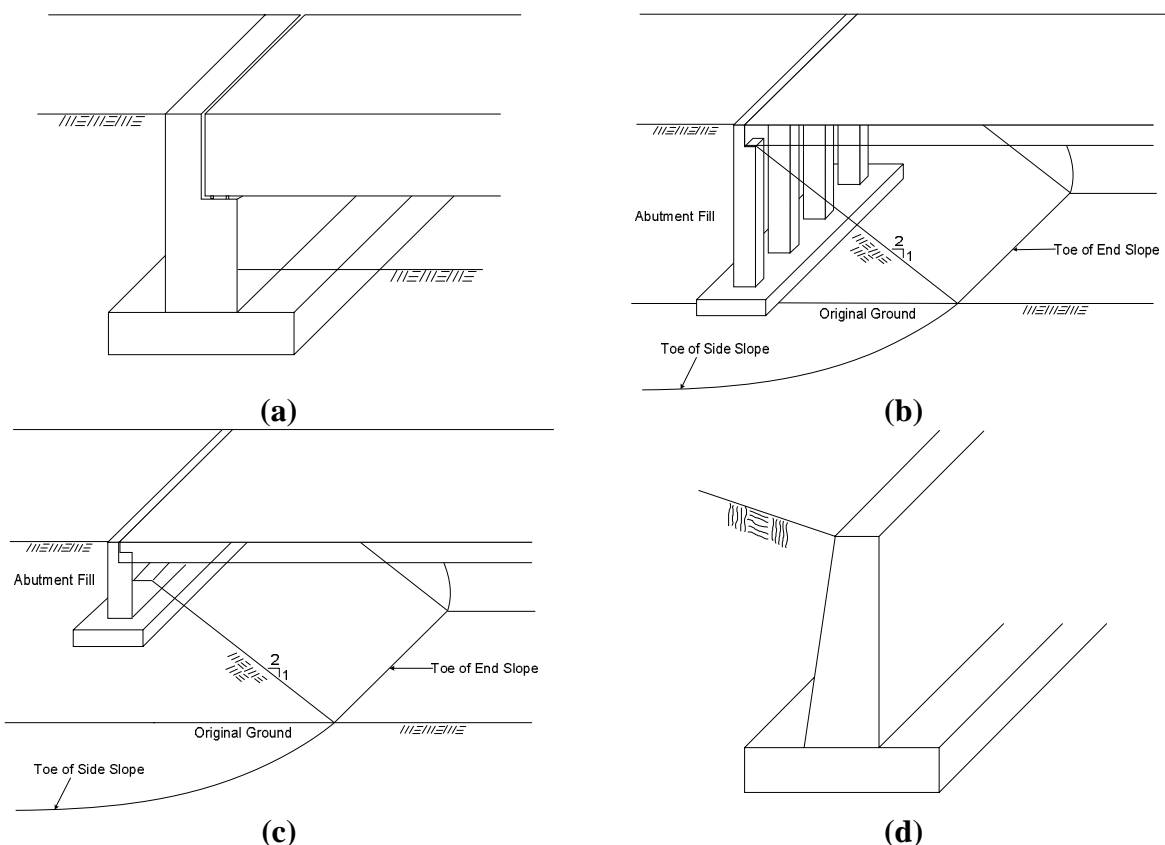 (a)
Abutment Fill
2
1
Toe of End Slope
Original Ground
Toe of Side Slope
(b)
Abutment Fill
2
1
Toe of End Slope
Original Ground
Toe of Side Slope
(c)
(d)